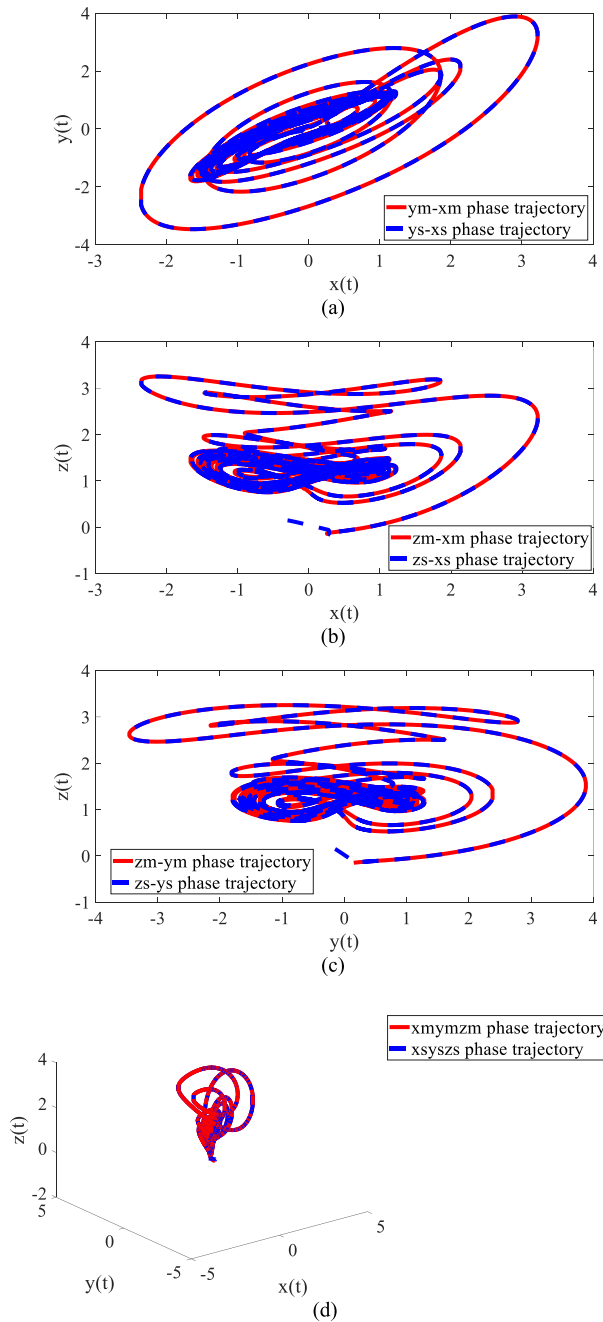 4
2
0
-2
-4
y(t)
-3
-2
-1
0
1
2
3
4
x(t)
ym-xm phase trajectory
ys-xs phase trajectory
(a)
4
3
2
1
0
-1
z(t)
-3
-2
-1
0
1
2
3
4
x(t)
zm-xm phase trajectory
zs-xs phase trajectory
(b)
4
3
2
1
0
-1
z(t)
-4
-3
-2
-1
0
1
2
3
4
y(t)
zm-ym phase trajectory
zs-ys phase trajectory
(c)
xmymzm phase trajectory
xsyszs phase trajectory
4
2
0
-2
z(t)
5
0
-5
y(t)
-5
0
5
x(t)
(d)